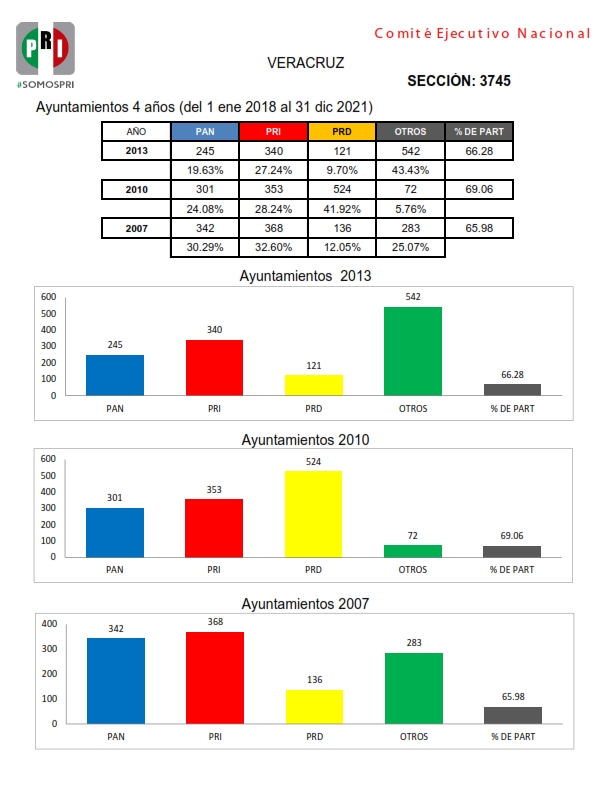 Comité Ejecutivo Nacional
PRI
#SOMOSPRI
VERACRUZ
SECCIÓN: 3745
Ayuntamientos 4 años (del 1 ene 2018 al 31 dic 2021)
AÑO PAN PRI PRD OTROS % DE PART
2013 245 340 121 542 66.28
19.63% 27.24% 9.70% 43.43%
2010 301 353 524 72 69.06
24.08% 28.24% 41.92% 5.76%
2007 342 368 136 283 65.98
30.29% 32.60% 12.05% 25.07%
Ayuntamientos 2013
600
500
400
300
200
100
0
245 340 121 542 66.28
PAN PRI PRD OTROS % DE PART
Ayuntamientos 2010
600
500
400
300
200
100
0
301 353 524 72 69.06
PAN PRI PRD OTROS % DE PART
Ayuntamientos 2007
400
300
200
100
0
342 368 136 283 65.98
PAN PRI PRD OTROS % DE PART